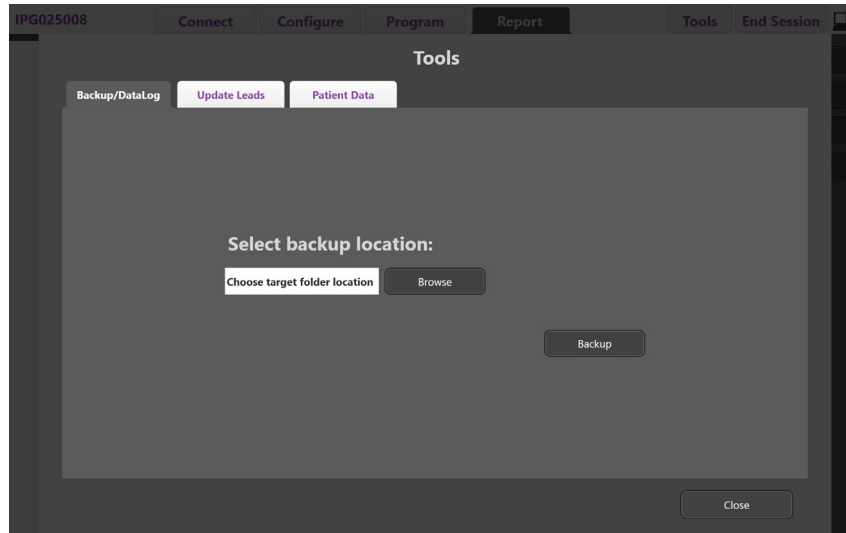 IPG025008 Connect Configure Program Report Tools End Session
Tools
Backup/DataLog Update Leads Patient Data
Select backup location:
Choose target folder location Browse
Backup
Close